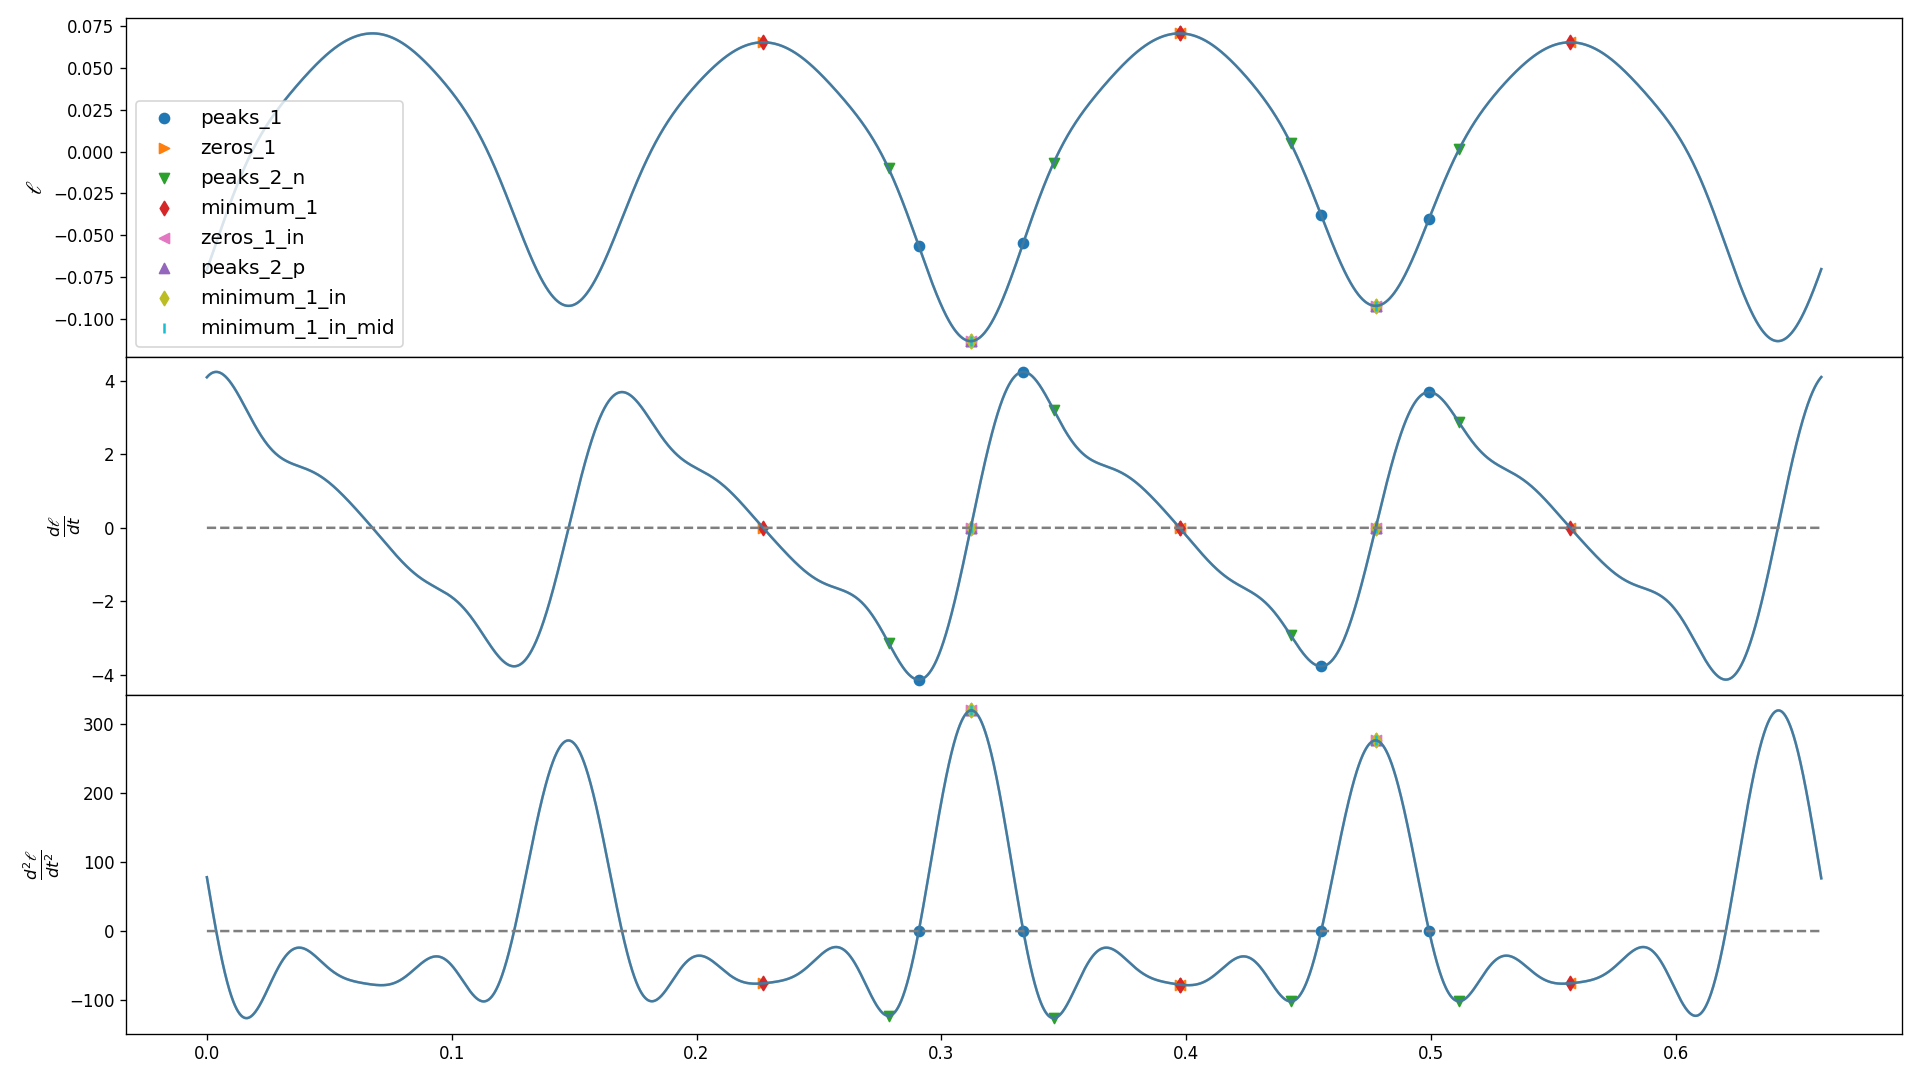 0.075
0.050
0.025
0.000
−0.025
−0.050
−0.075
−0.100
ℓ
peaks_1
zeros_1
peaks_2_n
minimum_1
zeros_1_in
peaks_2_p
minimum_1_in
minimum_1_in_mid
4
2
0
−2
−4
dℓ/dt
300
200
100
0
−100
d²ℓ/dt²
0.0 0.1 0.2 0.3 0.4 0.5 0.6